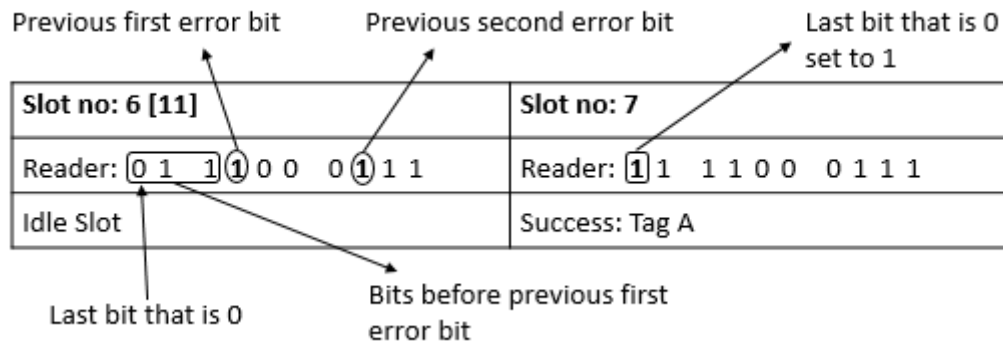 Previous first error bit
Previous second error bit
Last bit that is 0
set to 1
Slot no: 6 [11]
Slot no: 7
Reader: 0 1 1 1 0 0 0 1 1 1
Reader: 1 1 1 1 0 0 0 1 1 1
Idle Slot
Success: Tag A
Last bit that is 0
Bits before previous first
error bit